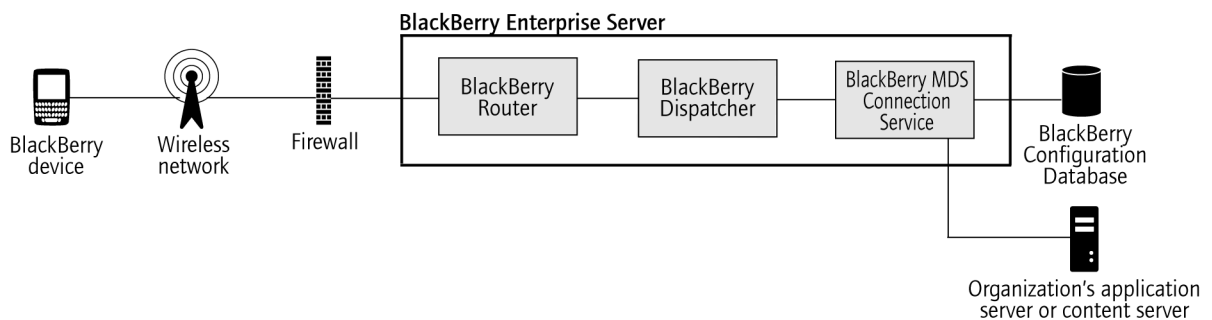 BlackBerry Enterprise Server
BlackBerry
device
Wireless
network
Firewall
BlackBerry
Router
BlackBerry
Dispatcher
BlackBerry MDS
Connection
Service
BlackBerry
Configuration
Database
Organization's application
server or content server